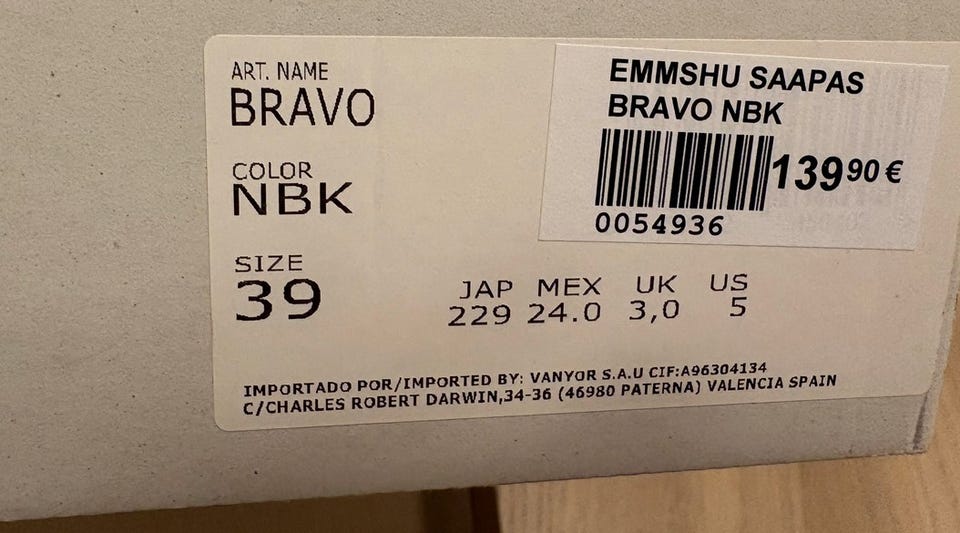 ART. NAME
BRAVO
COLOR
NBK
SIZE
39
JAP MEX UK US
229 24.0 3,0 5
IMPORTADO POR/IMPORTED BY: VANYOR S.A.U CIF:A96304134
C/CHARLES ROBERT DARWIN,34-36 (46980 PATERNA) VALENCIA SPAIN
EMMSHU SAAPAS
BRAVO NBK
139 90 €
0054936